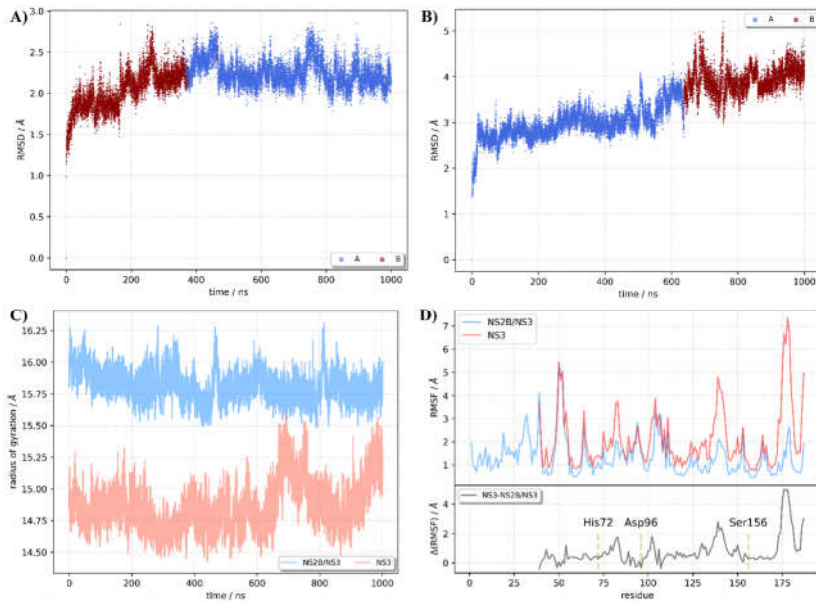 A)
3.0
2.5
2.0
1.5
1.0
0.5
0.0
RMSD / Å
0
200
400
600
800
1000
time / ns
A B
B)
5
4
3
2
1
0
RMSD / Å
0
200
400
600
800
1000
time / ns
A B
C)
16.25
16.00
15.75
15.50
15.25
15.00
14.75
14.50
radius of gyration / Å
0
200
400
600
800
1000
time / ns
NS2B/NS3 NS3
D)
NS2B/NS3
NS3
7
6
5
4
3
2
1
RMSF / Å
NS3-NS2B/NS3
His72 Asp96 Ser156
4
2
0
Δ(RMSF) / Å
0
25
50
75
100
125
150
175
residue